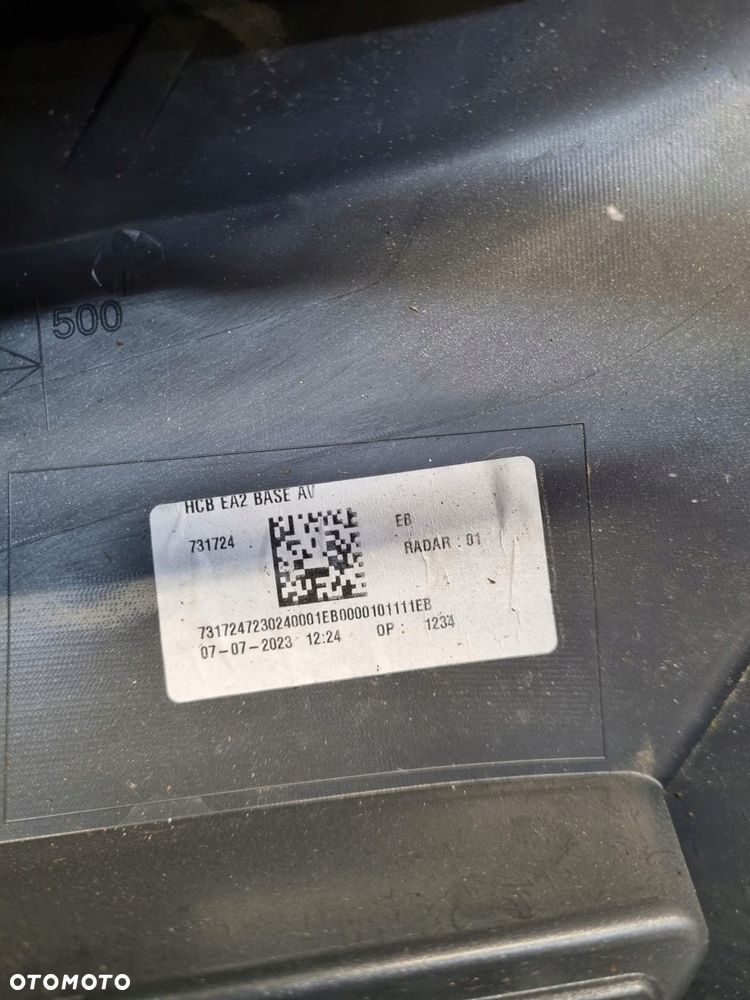 500
HCB EA2 BASE AV
731724
EB
RADAR : 01
7317247230240001EB0000101111EB
07-07-2023 12:24 OP : 1234
OTOMOTO